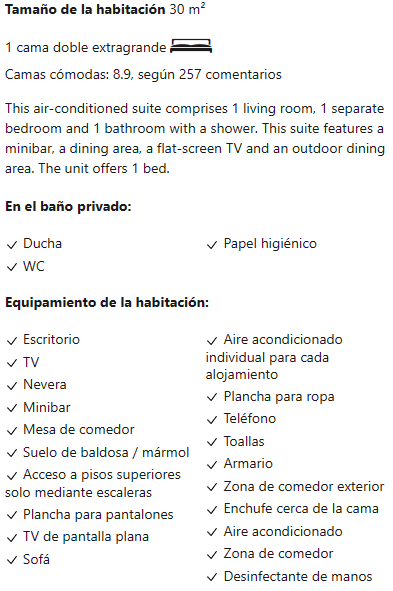 Tamaño de la habitación 30 m²
1 cama doble extragrande
Camas cómodas: 8.9, según 257 comentarios
This air-conditioned suite comprises 1 living room, 1 separate
bedroom and 1 bathroom with a shower. This suite features a
minibar, a dining area, a flat-screen TV and an outdoor dining
area. The unit offers 1 bed.
En el baño privado:
✓ Ducha
✓ WC
✓ Papel higiénico
Equipamiento de la habitación:
✓ Escritorio
✓ TV
✓ Nevera
✓ Minibar
✓ Mesa de comedor
✓ Suelo de baldosa / mármol
✓ Acceso a pisos superiores
solo mediante escaleras
✓ Plancha para pantalones
✓ TV de pantalla plana
✓ Sofá
✓ Aire acondicionado
individual para cada
alojamiento
✓ Plancha para ropa
✓ Teléfono
✓ Toallas
✓ Armario
✓ Zona de comedor exterior
✓ Enchufe cerca de la cama
✓ Aire acondicionado
✓ Zona de comedor
✓ Desinfectante de manos